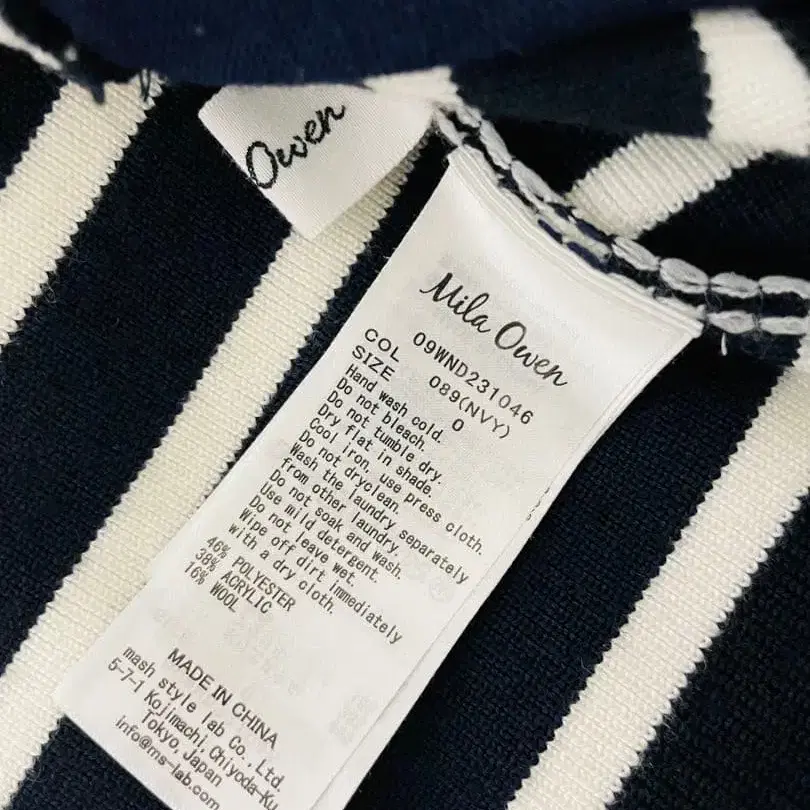 Owen
Mila Owen
09WND231046
COL 089(NVY)
SIZE 0
Hand wash cold.
Do not bleach.
Do not tumble dry.
Dry flat in shade.
Cool iron, use press cloth.
Do not dryclean.
Wash the laundry separately
from other laundry.
Do not soak and wash.
Use mild detergent.
Do not leave wet.
Wipe off dirt immediately
with a dry cloth.
46% POLYESTER
38% ACRYLIC
16% WOOL
MADE IN CHINA
mash style lab Co., Ltd.
5-7-1 Kojimachi, Chiyoda-Ku
Tokyo, Japan
info@ms-lab.com